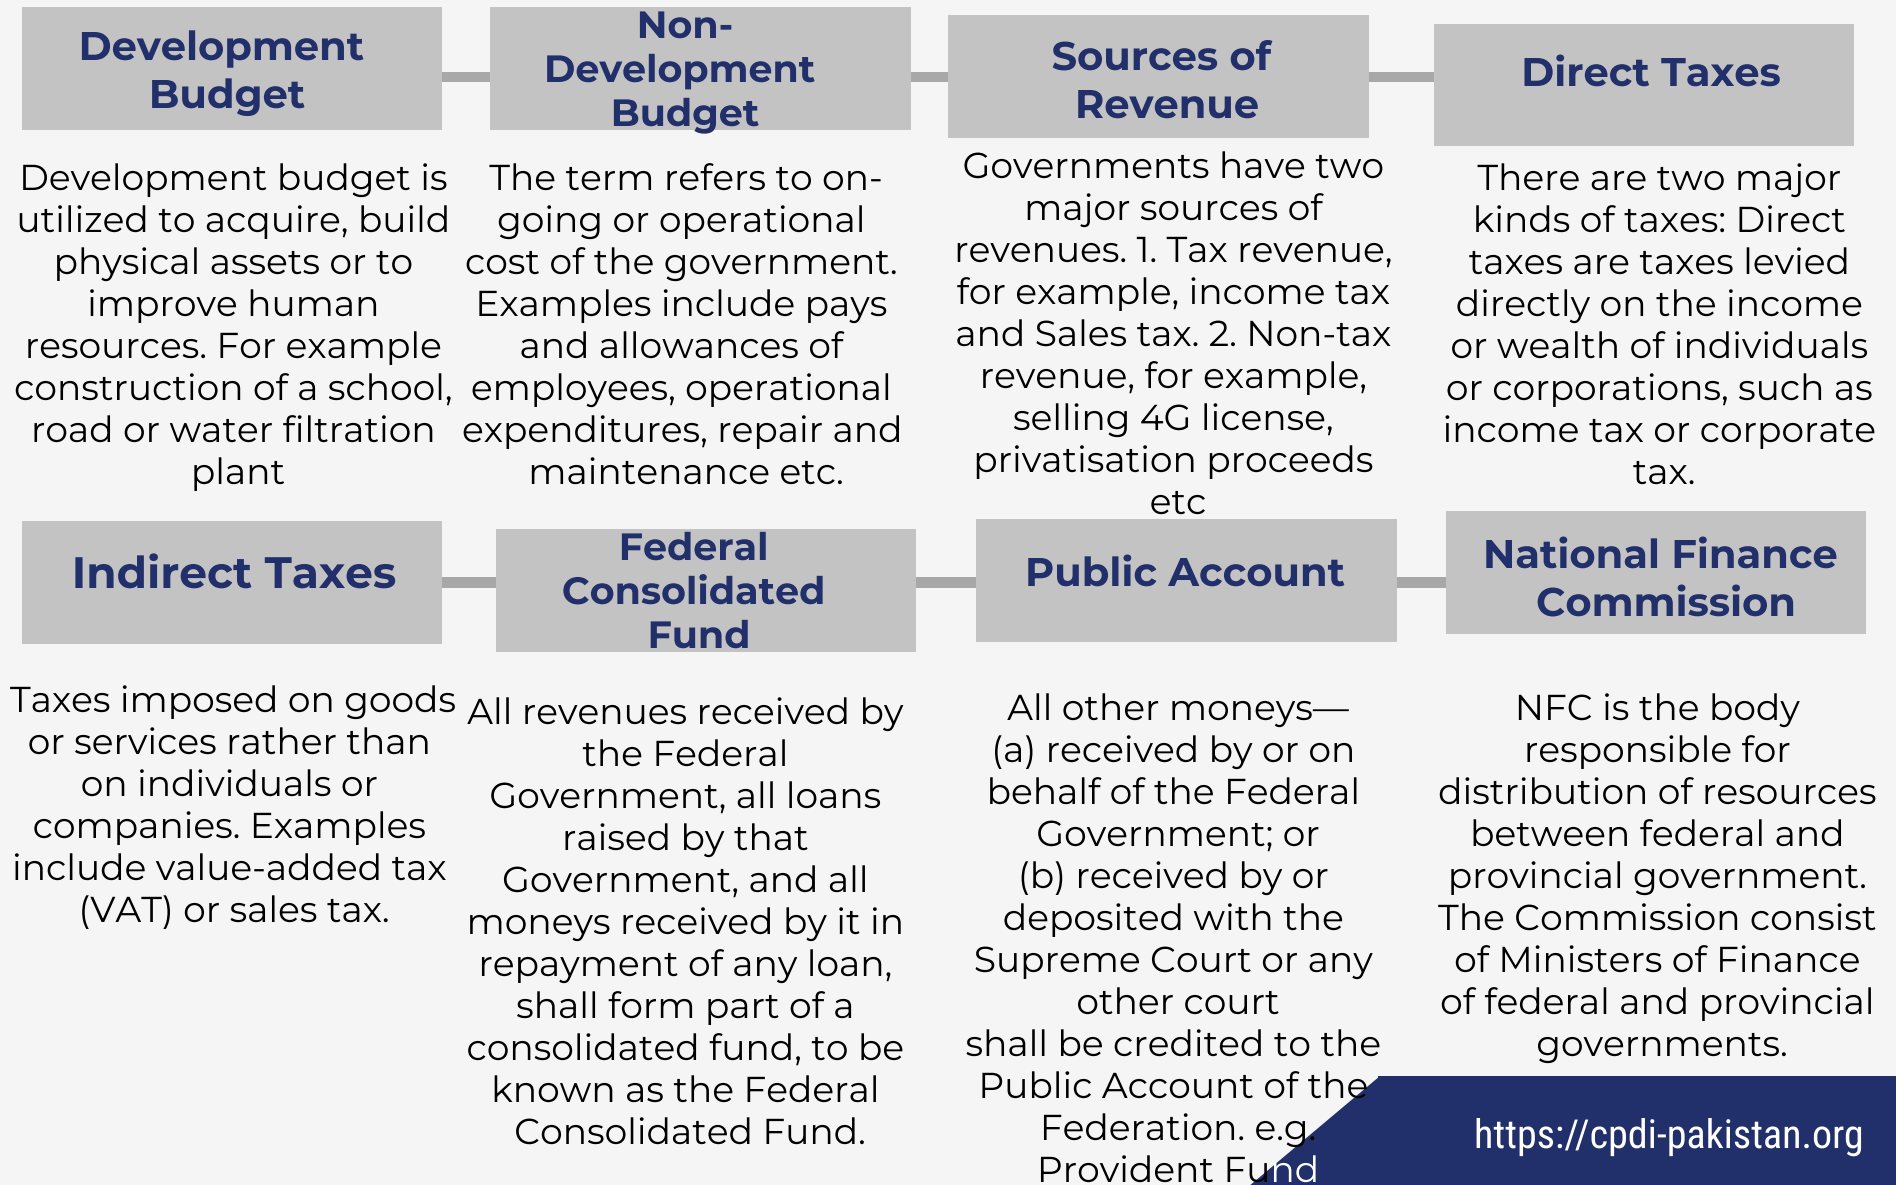 Development
Budget
Development budget is
utilized to acquire, build
physical assets or to
improve human
resources. For example
construction of a school,
road or water filtration
plant
Non-
Development
Budget
The term refers to on-
going or operational
cost of the government.
Examples include pays
and allowances of
employees, operational
expenditures, repair and
maintenance etc.
Sources of
Revenue
Governments have two
major sources of
revenues. 1. Tax revenue,
for example, income tax
and Sales tax. 2. Non-tax
revenue, for example,
selling 4G license,
privatisation proceeds
etc
Direct Taxes
There are two major
kinds of taxes: Direct
taxes are taxes levied
directly on the income
or wealth of individuals
or corporations, such as
income tax or corporate
tax.
Indirect Taxes
Taxes imposed on goods
or services rather than
on individuals or
companies. Examples
include value-added tax
(VAT) or sales tax.
Federal
Consolidated
Fund
All revenues received by
the Federal
Government, all loans
raised by that
Government, and all
moneys received by it in
repayment of any loan,
shall form part of a
consolidated fund, to be
known as the Federal
Consolidated Fund.
Public Account
All other moneys—
(a) received by or on
behalf of the Federal
Government; or
(b) received by or
deposited with the
Supreme Court or any
other court
shall be credited to the
Public Account of the
Federation. e.g.
Provident Fund
National Finance
Commission
NFC is the body
responsible for
distribution of resources
between federal and
provincial government.
The Commission consist
of Ministers of Finance
of federal and provincial
governments.
https://cpdi-pakistan.org